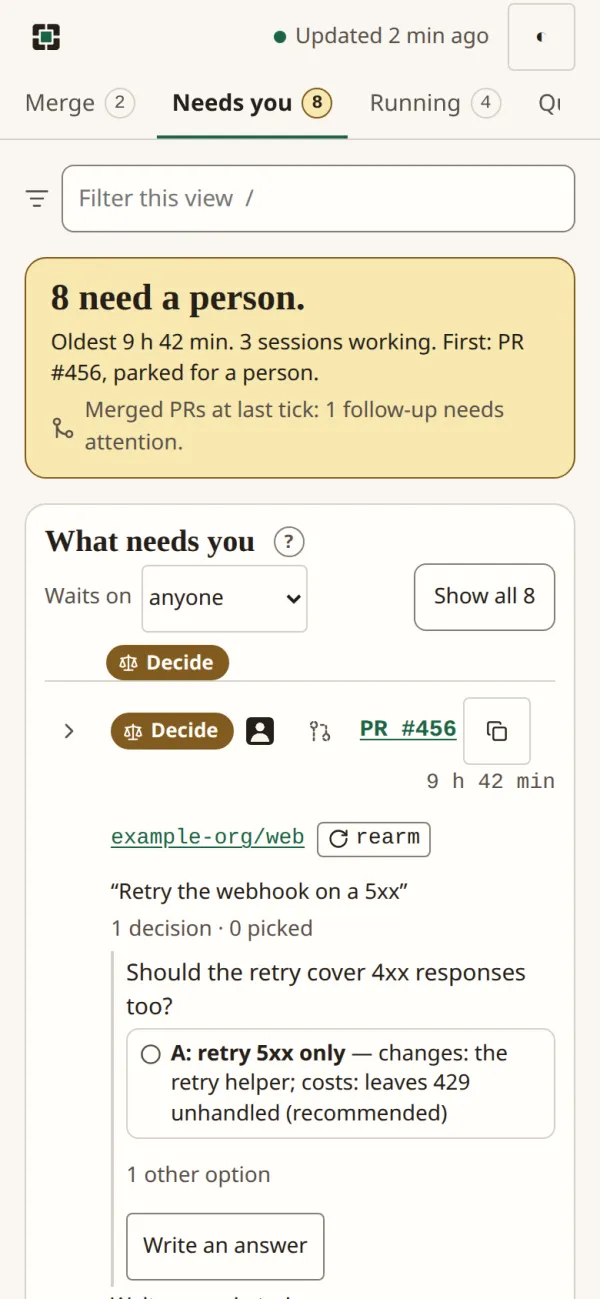 Updated 2 min ago
Merge 2 Needs you 8 Running 4
Filter this view /
8 need a person.
Oldest 9 h 42 min. 3 sessions working. First: PR
#456, parked for a person.
Merged PRs at last tick: 1 follow-up needs
attention.
What needs you ?
Waits on anyone Show all 8
Decide
Decide PR #456
9 h 42 min
example-org/web rearm
“Retry the webhook on a 5xx”
1 decision · 0 picked
Should the retry cover 4xx responses
too?
A: retry 5xx only — changes: the
retry helper; costs: leaves 429
unhandled (recommended)
1 other option
Write an answer